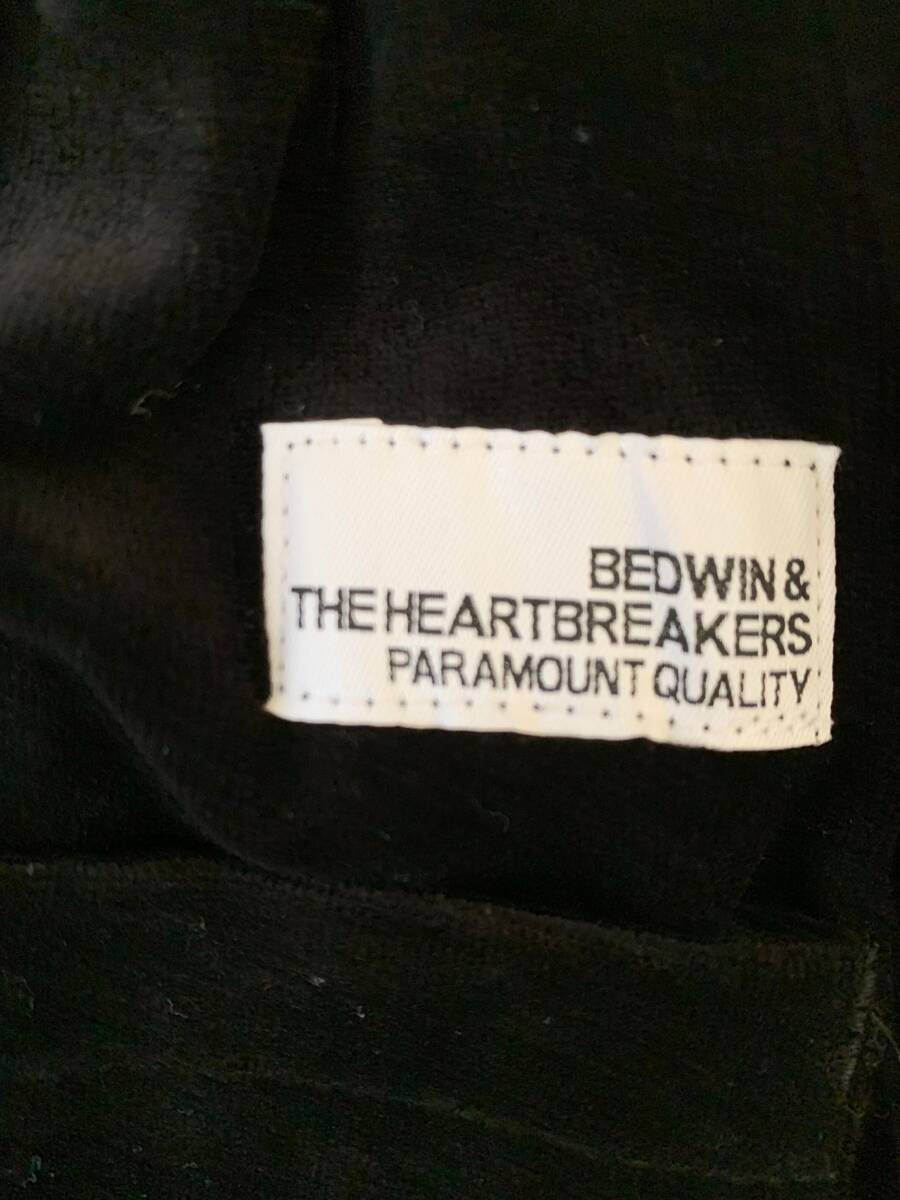 BEDWIN &
THE HEARTBREAKERS
PARAMOUNT QUALITY